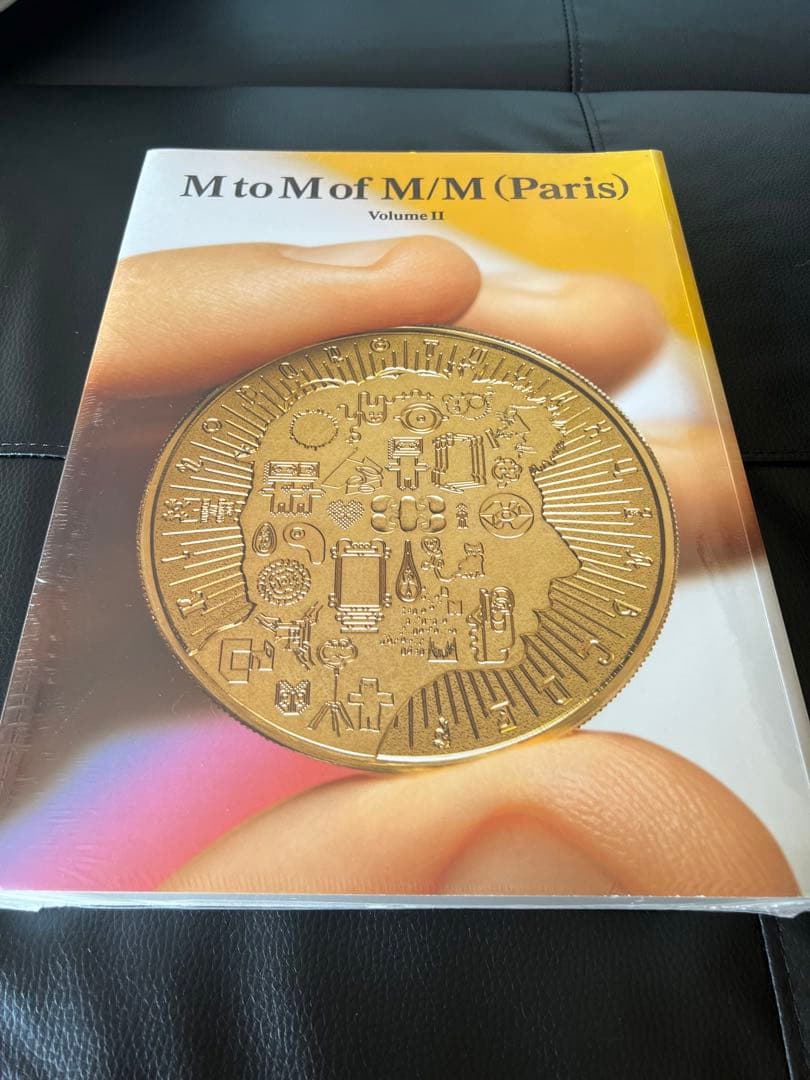 M to M of M/M (Paris)
Volume II